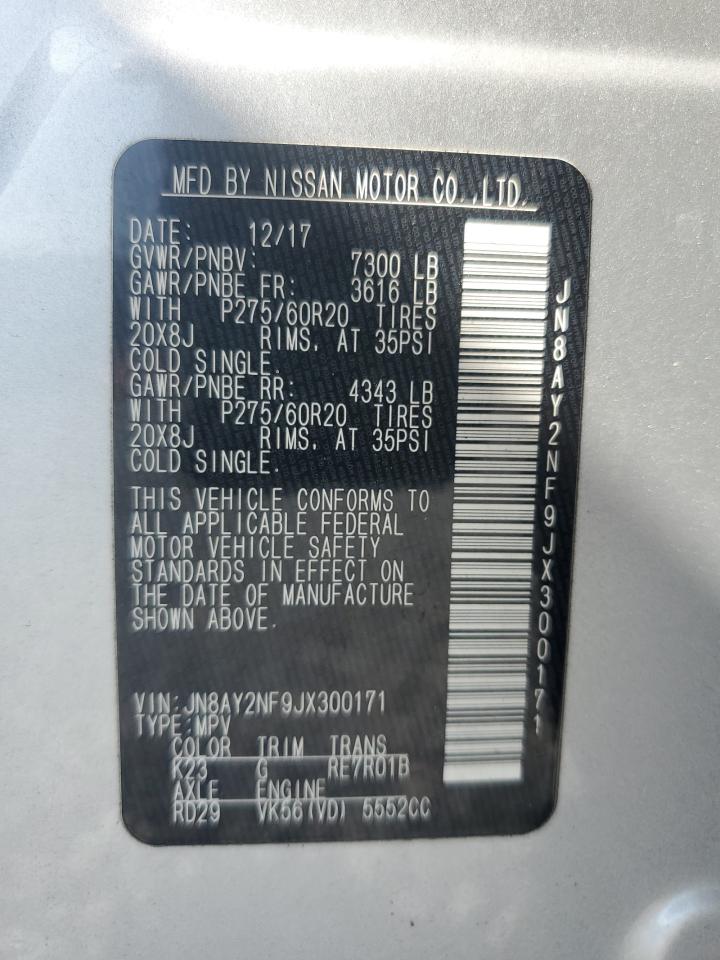 MFD BY NISSAN MOTOR CO.,LTD.
DATE: 12/17
GVWR/PNBV: 7300 LB
GAWR/PNBE FR: 3616 LB
WITH P275/60R20 TIRES
20X8J RIMS. AT 35PSI
COLD SINGLE.
GAWR/PNBE RR: 4343 LB
WITH P275/60R20 TIRES
20X8J RIMS. AT 35PSI
COLD SINGLE.
THIS VEHICLE CONFORMS TO
ALL APPLICABLE FEDERAL
MOTOR VEHICLE SAFETY
STANDARDS IN EFFECT ON
THE DATE OF MANUFACTURE
SHOWN ABOVE.
VIN:JN8AY2NF9JX300171
TYPE:MPV
COLOR TRIM TRANS
K23 G RE7R01B
AXLE ENGINE
RD29 VK56(VD) 5552CC
JN8AY2NF9JX300171